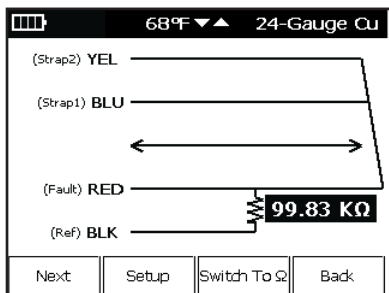 68°F ▼▲ 24-Gauge Cu
(Strap2) YEL
(Strap1) BLU
(Fault) RED
99.83 KΩ
(Ref) BLK
Next Setup Switch To Ω Back